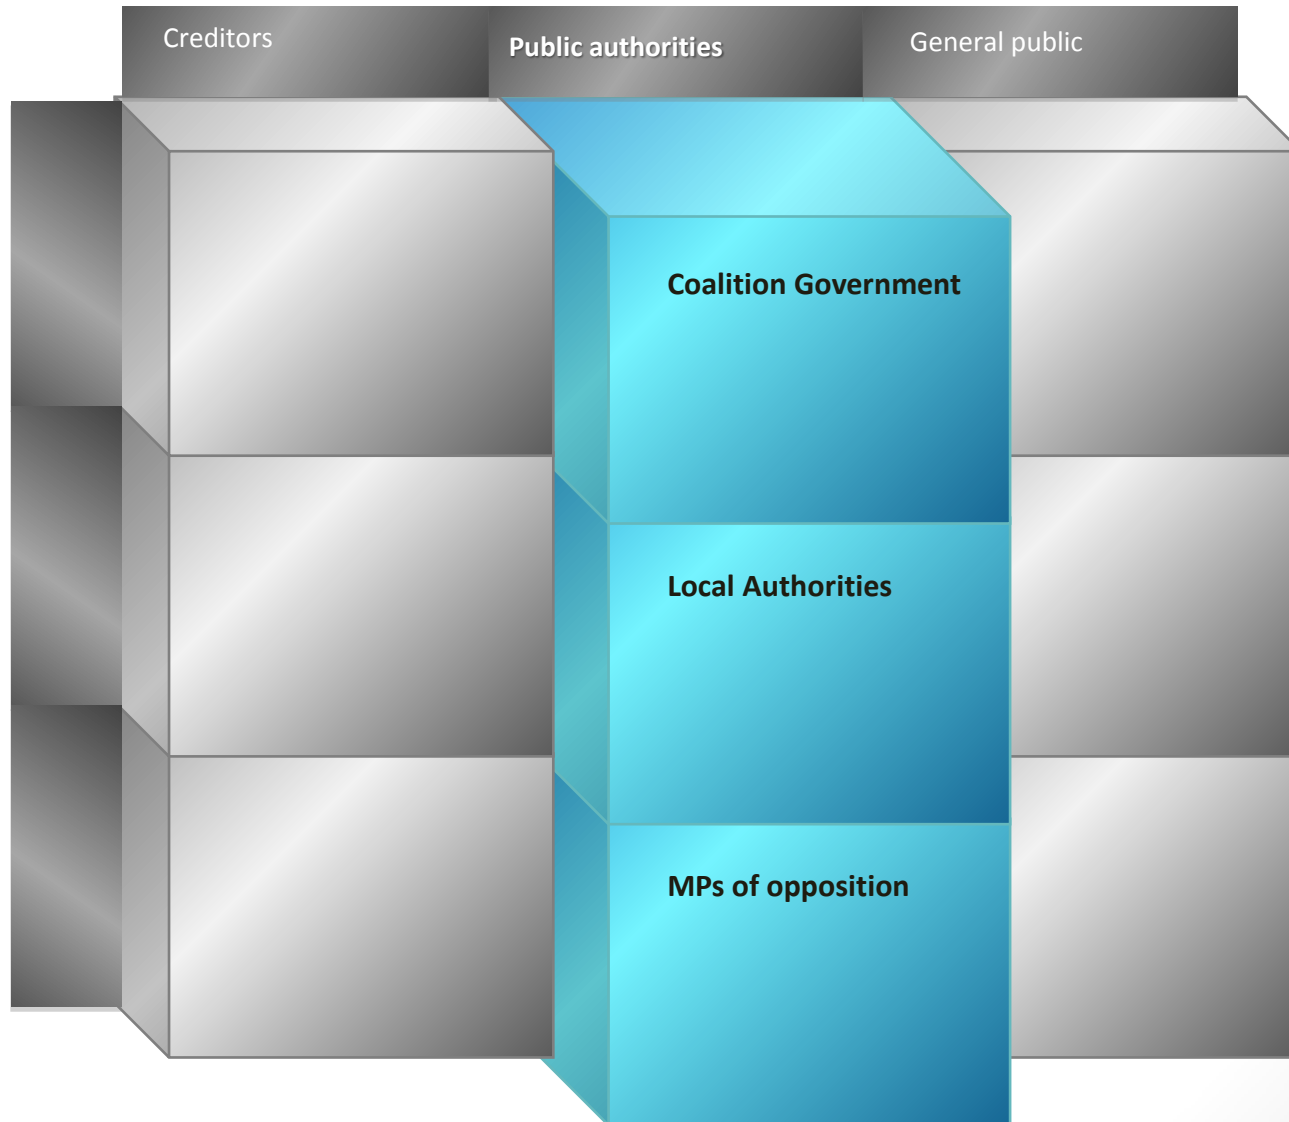 Creditors
Public authorities
General public
Coalition Government
Local Authorities
MPs of opposition